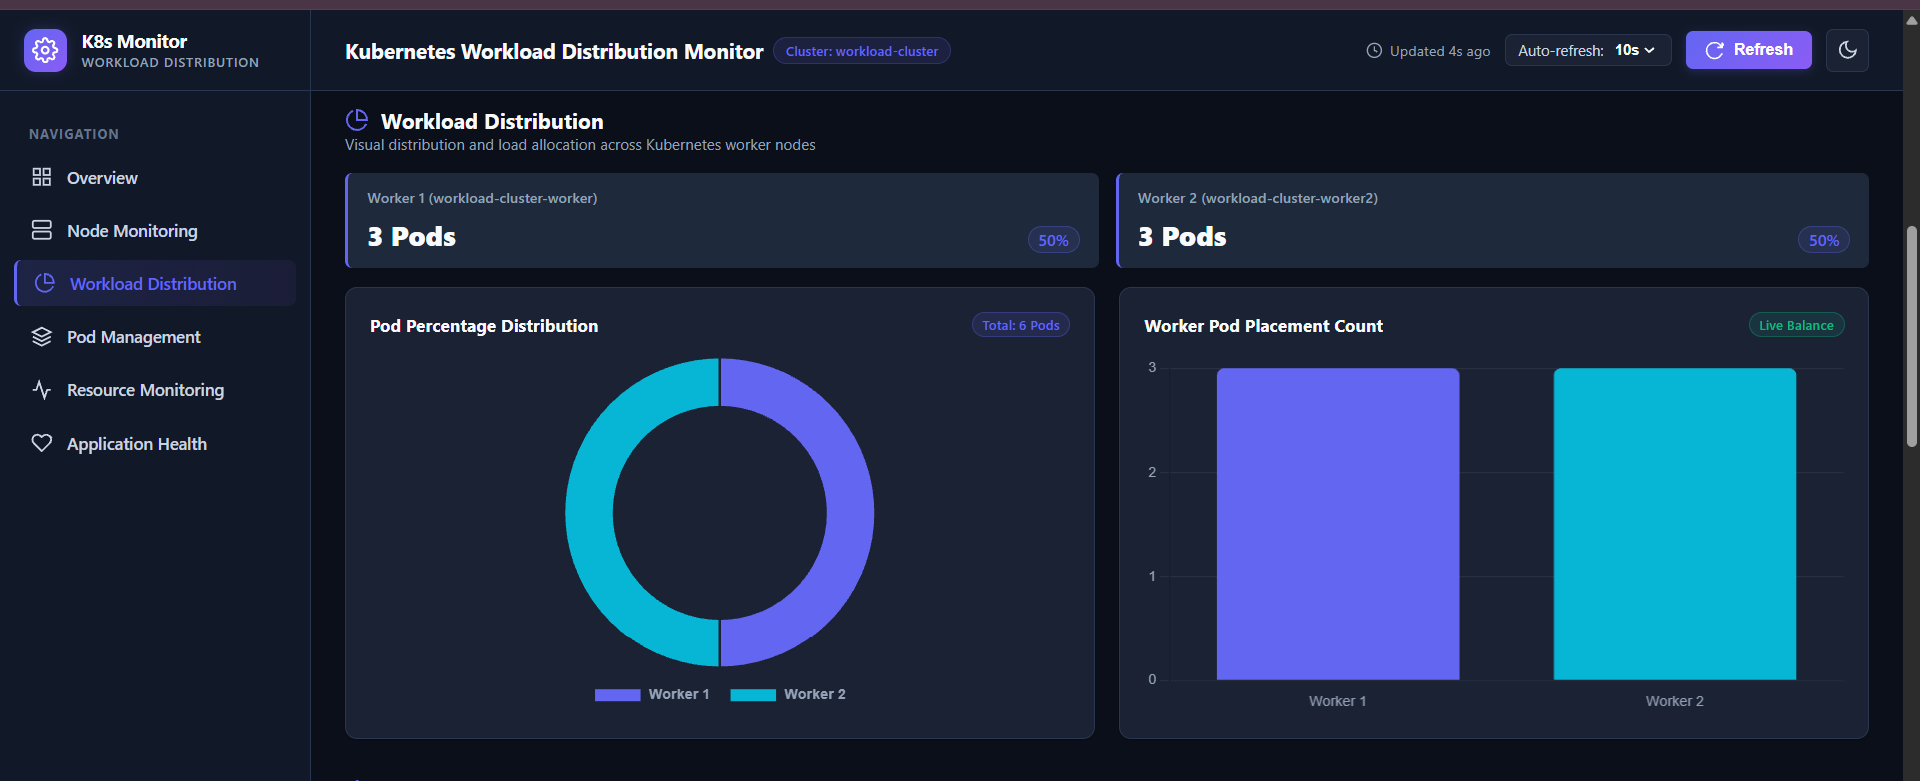 K8s Monitor
WORKLOAD DISTRIBUTION
NAVIGATION
Overview
Node Monitoring
Workload Distribution
Pod Management
Resource Monitoring
Application Health
Kubernetes Workload Distribution Monitor
Cluster: workload-cluster
Updated 4s ago
Auto-refresh: 10s
Refresh
Workload Distribution
Visual distribution and load allocation across Kubernetes worker nodes
Worker 1 (workload-cluster-worker)
3 Pods
50%
Worker 2 (workload-cluster-worker2)
3 Pods
50%
Pod Percentage Distribution
Total: 6 Pods
Worker 1
Worker 2
Worker Pod Placement Count
Live Balance
3
2
1
0
Worker 1
Worker 2